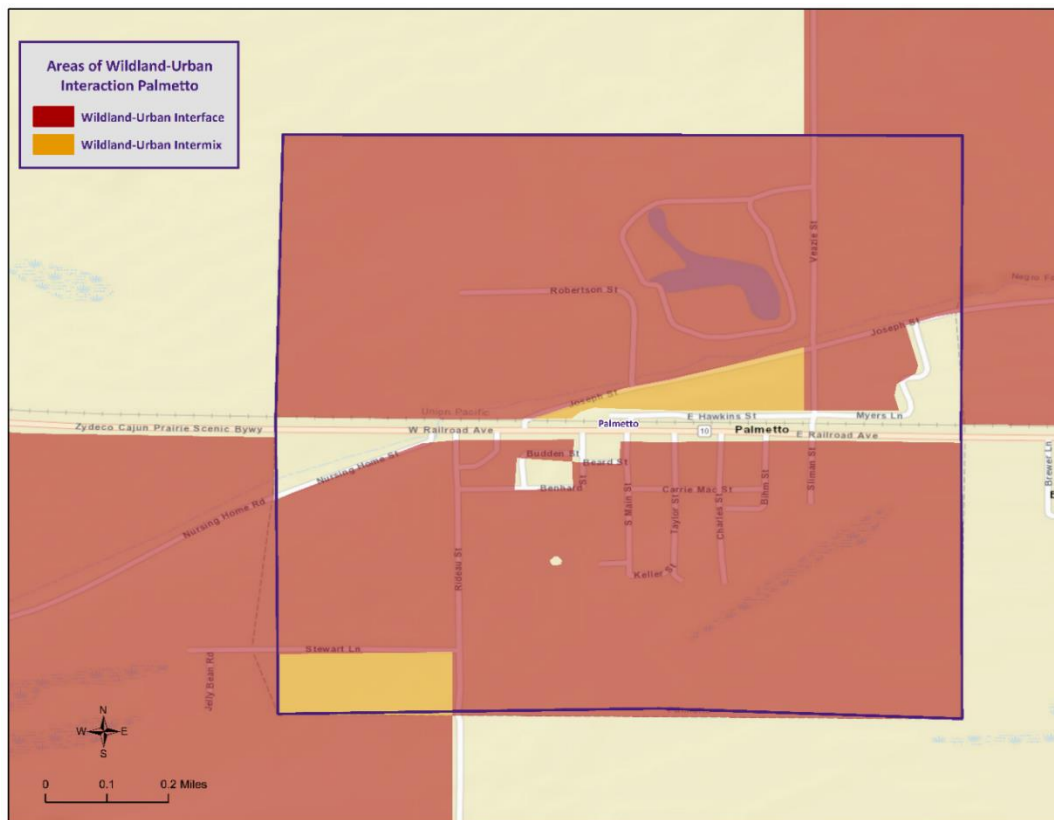 Areas of Wildland-Urban
Interaction Palmetto
Wildland-Urban Interface
Wildland-Urban Intermix
Veazie St
Robertson St
Joseph St
Joseph St
Union Pacific
Zydeco Cajun Prairie Scenic Bywy
W Railroad Ave
Palmetto
E Hawkins St
Myers Ln
10
Palmetto
E Railroad Ave
Nursing Home St
Budden St
Beard St
Brewer Ln
Nursing Home Rd
Benhard St
S Main St
Carrie Mac St
Taylor St
Charles St
Bihm St
Sliman St
Rideau St
Keller St
Stewart Ln
Jelly Bean Rd
N
W E
S
0 0.1 0.2 Miles